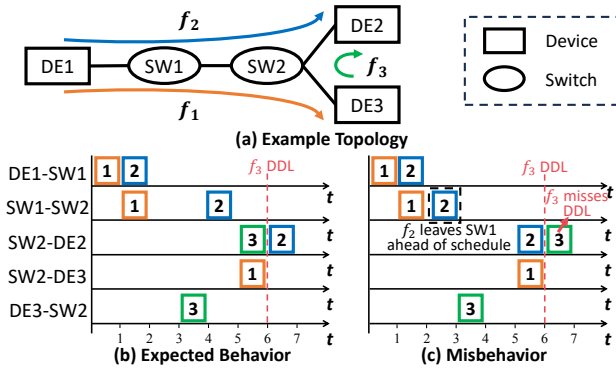 f2
DE2
Device
DE1
SW1
SW2
f3
Switch
f1
DE3
(a) Example Topology
f3 DDL
f3 DDL
DE1-SW1
1
2
t
1
2
t
SW1-SW2
1
2
t
1
2
f3 misses
DDL
t
f2 leaves SW1
ahead of schedule
SW2-DE2
3
2
t
2
3
t
SW2-DE3
1
t
1
t
DE3-SW2
3
3
1 2 3 4 5 6 7
t
1 2 3 4 5 6 7
t
(b) Expected Behavior
(c) Misbehavior